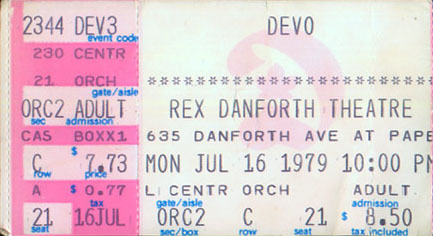 2344 DEV3 DEVO
event code
230 CENTR
21 ORCH
gate/aisle ********************
ORC2 ADULT REX DANFORTH THEATRE
sec admission
CAS BOXX1 635 DANFORTH AVE AT PAPE
C $ 7.73 MON JUL 16 1979 10:00 PM
row price
A $ 0.77 L CENTR ORCH ADULT
tax gate/aisle admission
21 16JUL ORC2 C 21 $ 8.50
seat sec/box row seat tax included